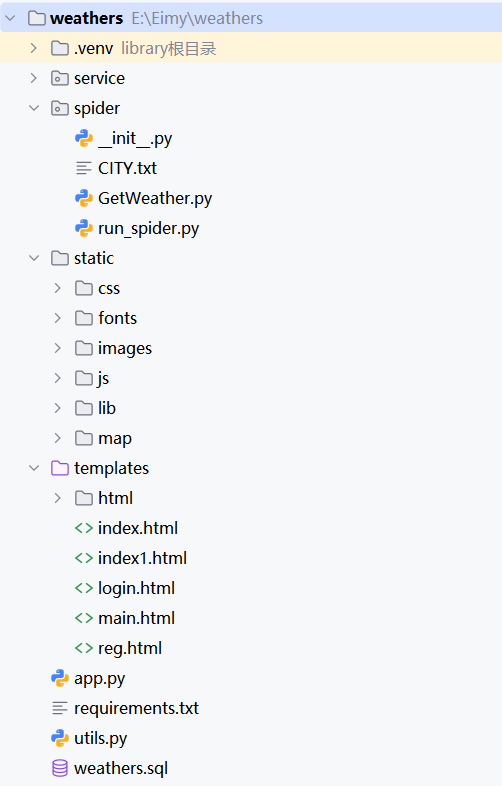 weathers E:\Eimy\weathers
.venv library根目录
service
spider
__init__.py
CITY.txt
GetWeather.py
run_spider.py
static
css
fonts
images
js
lib
map
templates
html
index.html
index1.html
login.html
main.html
reg.html
app.py
requirements.txt
utils.py
weathers.sql